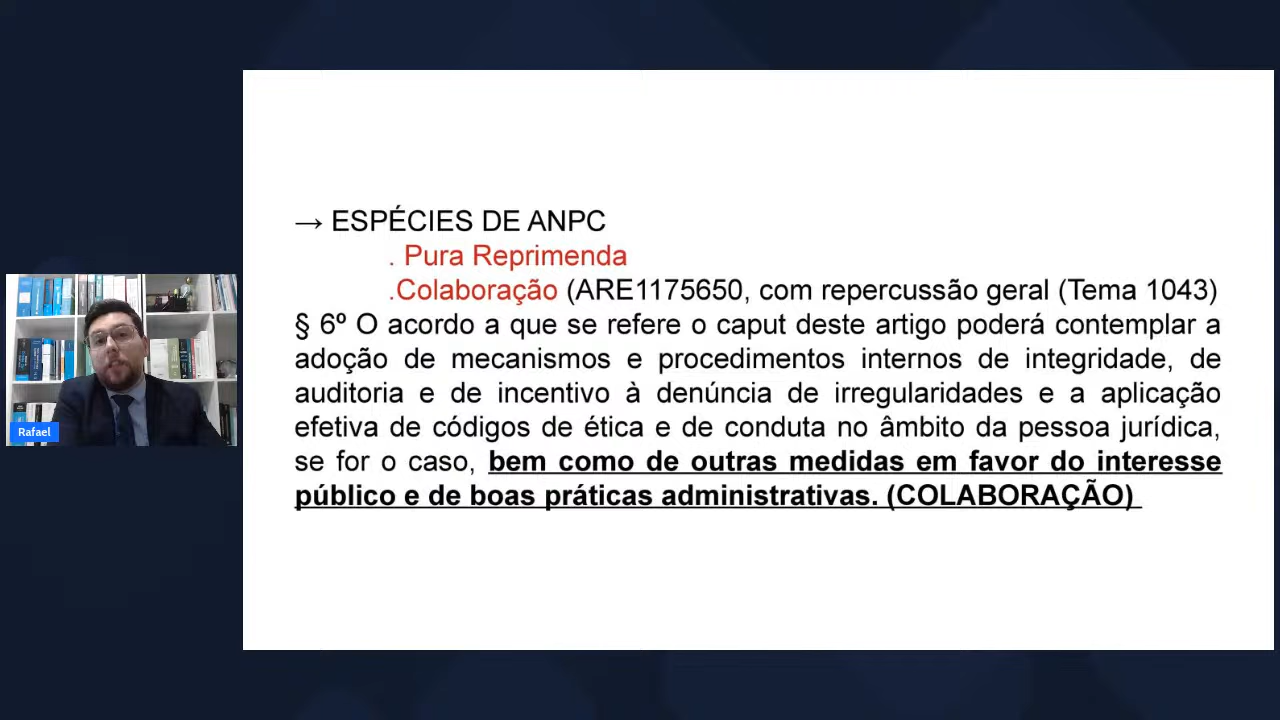 → ESPÉCIES DE ANPC
. Pura Reprimenda
.Colaboração (ARE1175650, com repercussão geral (Tema 1043)
§ 6º O acordo a que se refere o caput deste artigo poderá contemplar a
adoção de mecanismos e procedimentos internos de integridade, de
auditoria e de incentivo à denúncia de irregularidades e a aplicação
efetiva de códigos de ética e de conduta no âmbito da pessoa jurídica,
se for o caso, bem como de outras medidas em favor do interesse
público e de boas práticas administrativas. (COLABORAÇÃO)
Rafael